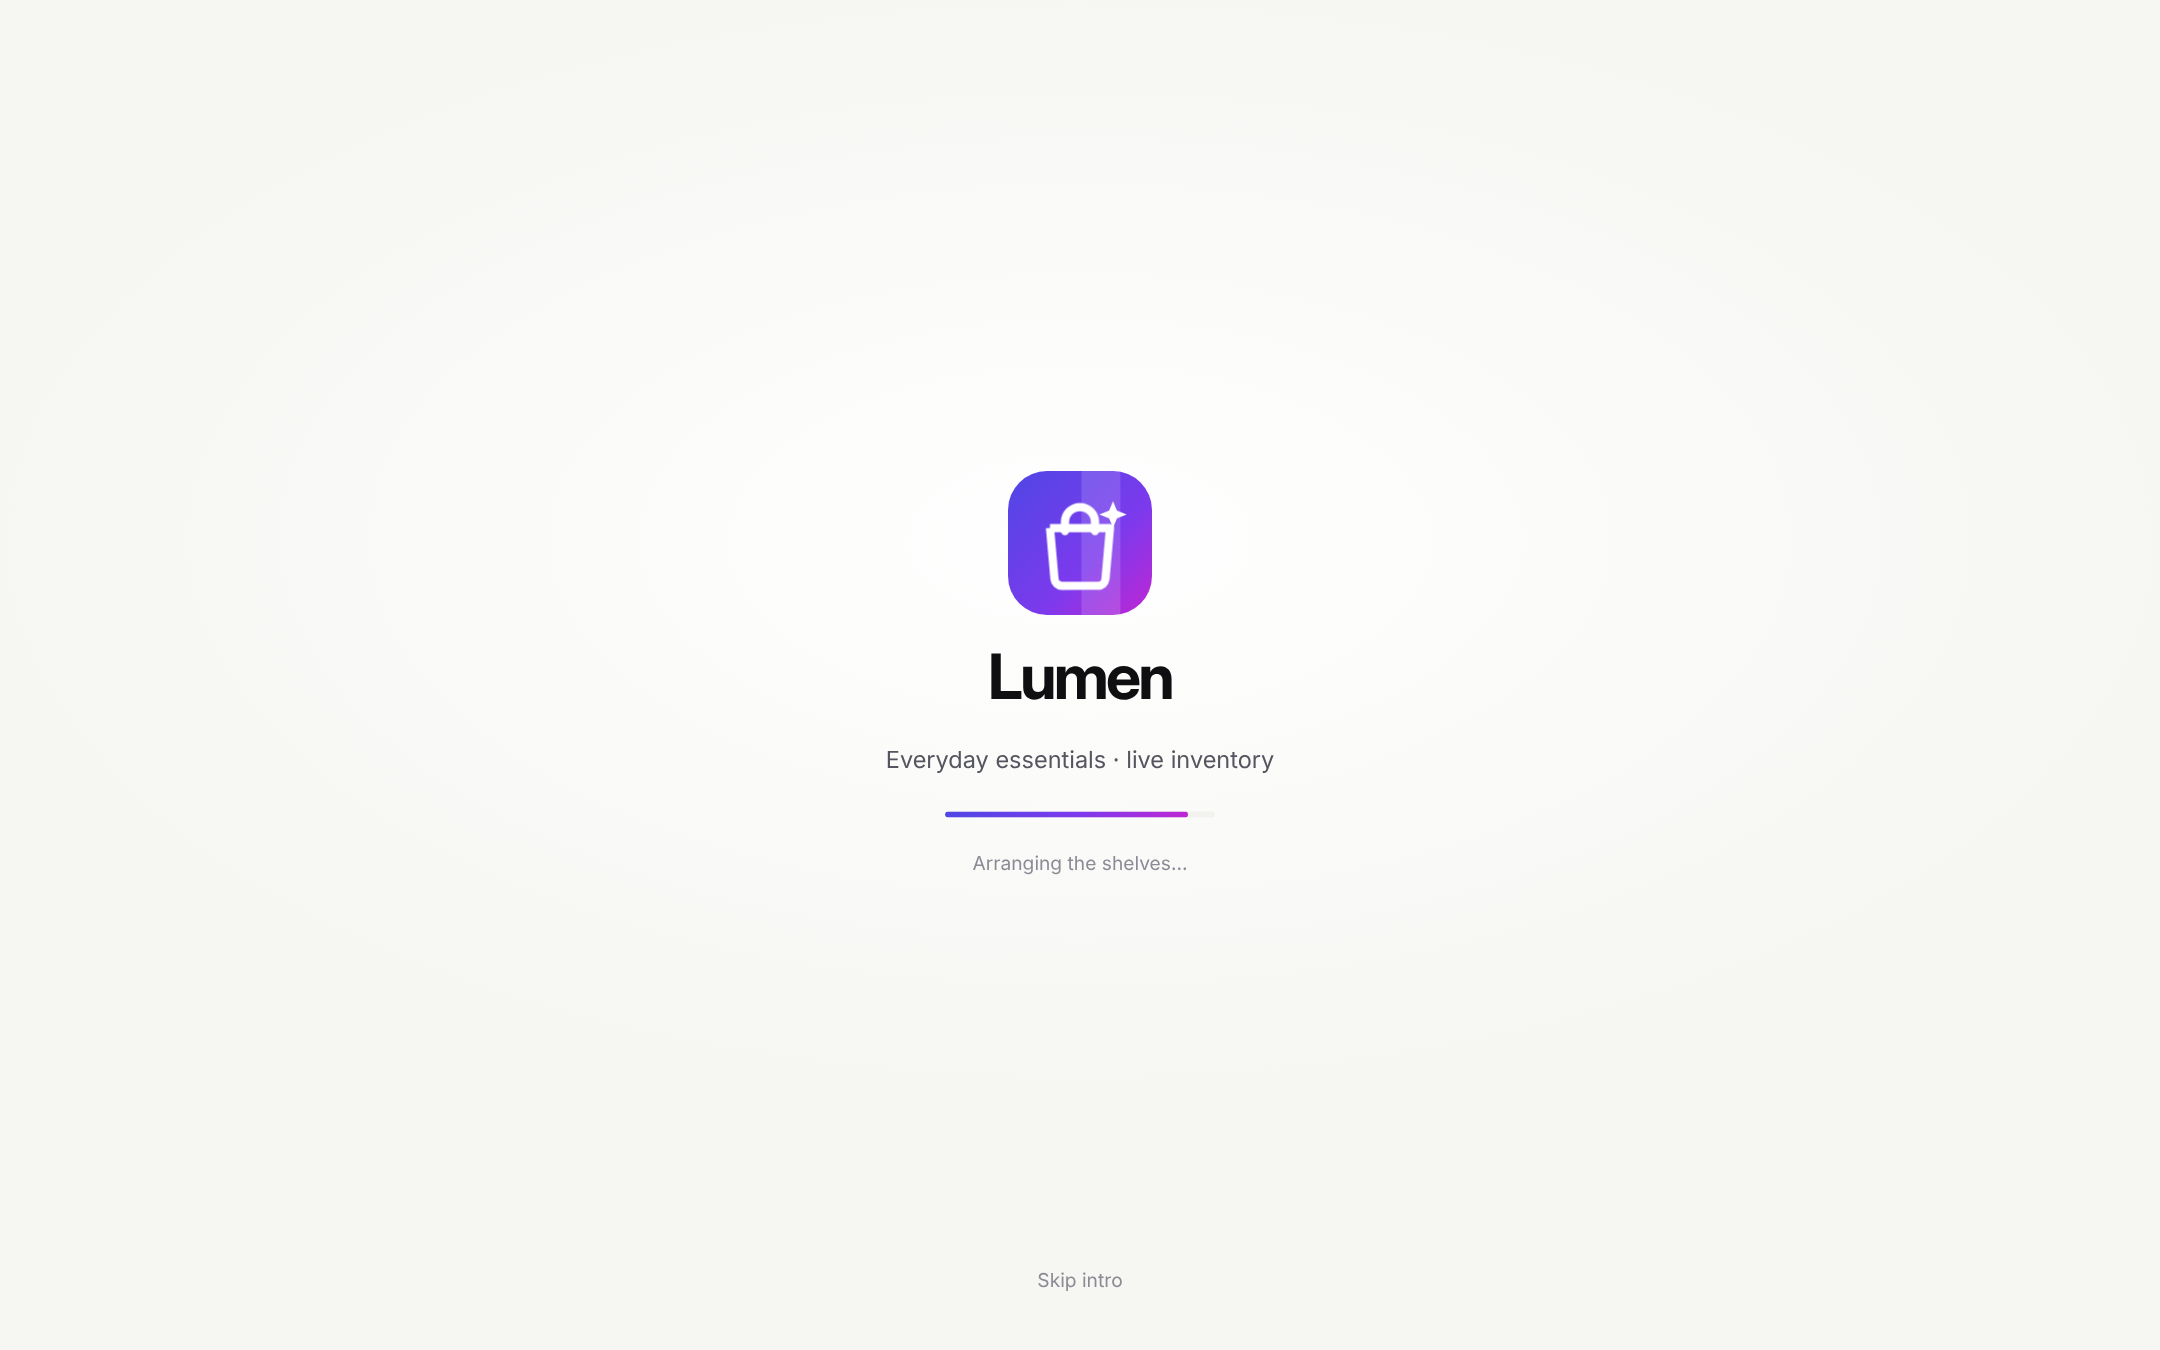 Lumen
Everyday essentials · live inventory
Arranging the shelves...
Skip intro